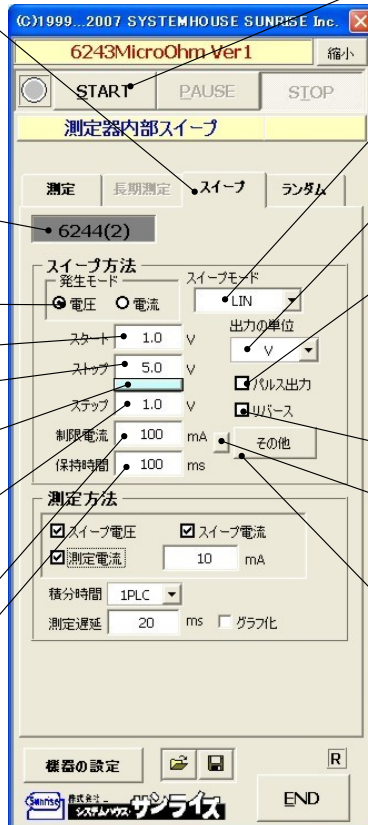 (C)1999...2007 SYSTEMHOUSE SUNRISE Inc.
6243MicroOhm Ver1
縮小
START PAUSE STOP
測定器内部スイープ
測定 長期測定 スイープ ランダム
6244(2)
スイープ方法
発生モード
電圧 電流
スイープモード
LIN
スタート 1.0 V
出力の単位
V
ストップ 5.0 V
パルス出力
ステップ 1.0 V
リバース
制限電流 100 mA
その他
保持時間 100 ms
測定方法
スイープ電圧 スイープ電流
測定電流 10 mA
積分時間 1PLC
測定遅延 20 ms グラフ化
機器の設定
R
END
Sunrise 株式会社 システムハウス サンライズ